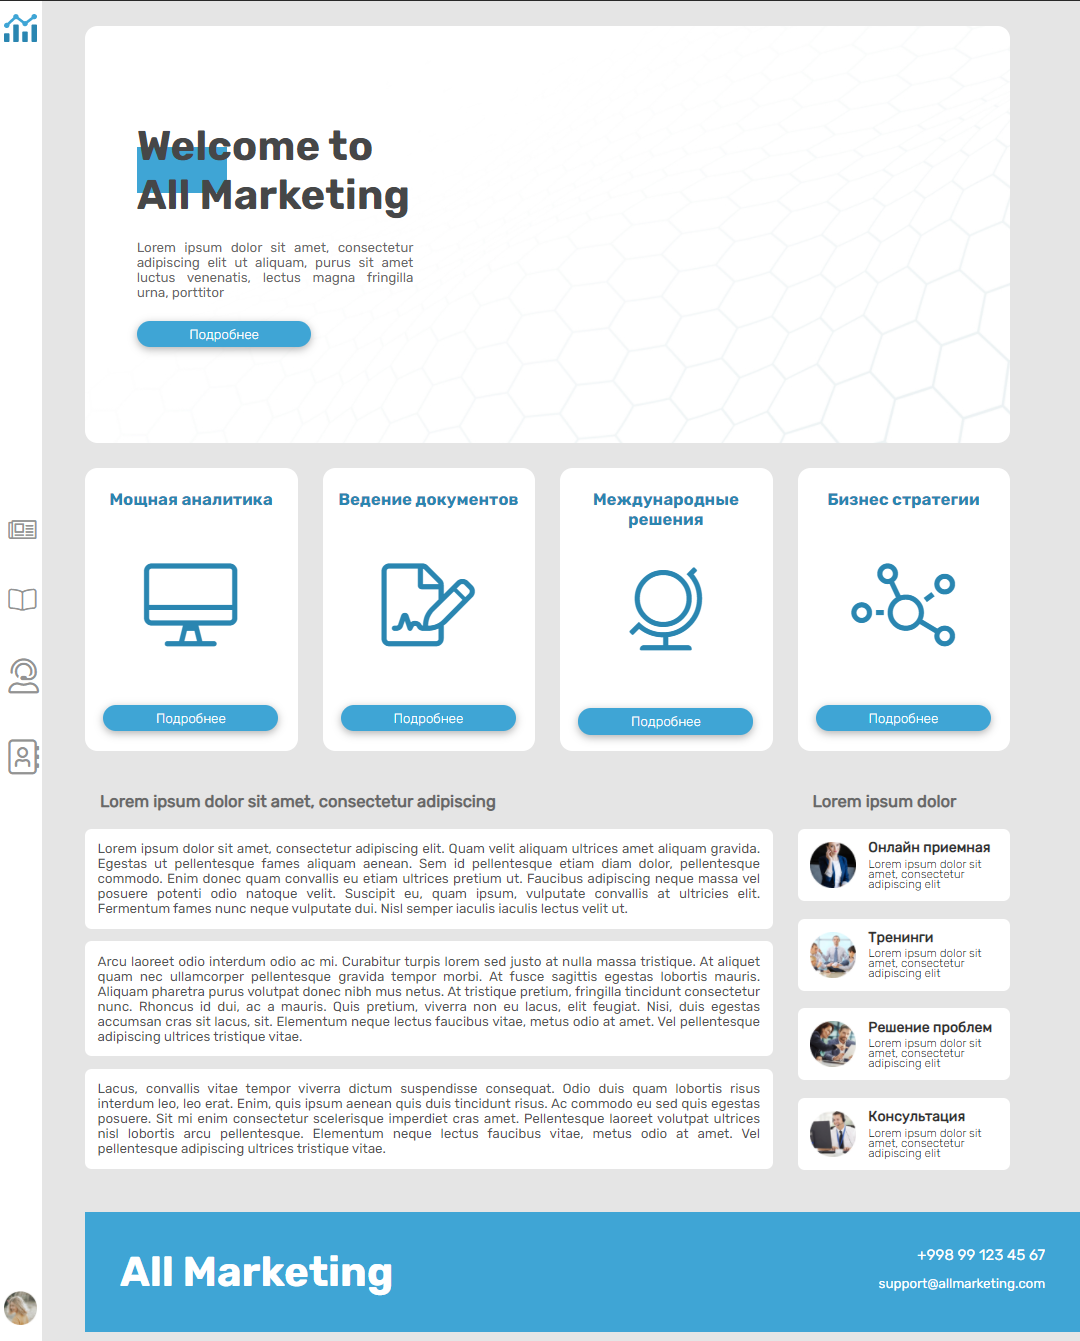 Welcome to
All Marketing
Lorem ipsum dolor sit amet, consectetur
adipiscing elit ut aliquam, purus sit amet
luctus venenatis, lectus magna fringilla
urna, porttitor
Подробнее
Мощная аналитика
Подробнее
Ведение документов
Подробнее
Международные
решения
Подробнее
Бизнес стратегии
Подробнее
Lorem ipsum dolor sit amet, consectetur adipiscing
Lorem ipsum dolor sit amet, consectetur adipiscing elit. Quam velit aliquam ultrices amet aliquam gravida.
Egestas ut pellentesque fames aliquam aenean. Sem id pellentesque etiam diam dolor, pellentesque
commodo. Enim donec quam convallis eu etiam ultrices pretium ut. Faucibus adipiscing neque massa vel
posuere potenti odio natoque velit. Suscipit eu, quam ipsum, vulputate convallis at ultricies elit.
Fermentum fames nunc neque vulputate dui. Nisl semper iaculis iaculis lectus velit ut.
Arcu laoreet odio interdum odio ac mi. Curabitur turpis lorem sed justo at nulla massa tristique. At aliquet
quam nec ullamcorper pellentesque gravida tempor morbi. At fusce sagittis egestas lobortis mauris.
Aliquam pharetra purus volutpat donec nibh mus netus. At tristique pretium, fringilla tincidunt consectetur
nunc. Rhoncus id dui, ac a mauris. Quis pretium, viverra non eu lacus, elit feugiat. Nisi, duis egestas
accumsan cras sit lacus, sit. Elementum neque lectus faucibus vitae, metus odio at amet. Vel pellentesque
adipiscing ultrices tristique vitae.
Lacus, convallis vitae tempor viverra dictum suspendisse consequat. Odio duis quam lobortis risus
interdum leo, leo erat. Enim, quis ipsum aenean quis duis tincidunt risus. Ac commodo eu sed quis egestas
posuere. Sit mi enim consectetur scelerisque imperdiet cras amet. Pellentesque laoreet volutpat ultrices
nisl lobortis arcu pellentesque. Elementum neque lectus faucibus vitae, metus odio at amet. Vel
pellentesque adipiscing ultrices tristique vitae.
Lorem ipsum dolor
Онлайн приемная
Lorem ipsum dolor sit
amet, consectetur
adipiscing elit
Тренинги
Lorem ipsum dolor sit
amet, consectetur
adipiscing elit
Решение проблем
Lorem ipsum dolor sit
amet, consectetur
adipiscing elit
Консультация
Lorem ipsum dolor sit
amet, consectetur
adipiscing elit
All Marketing
+998 99 123 45 67
support@allmarketing.com